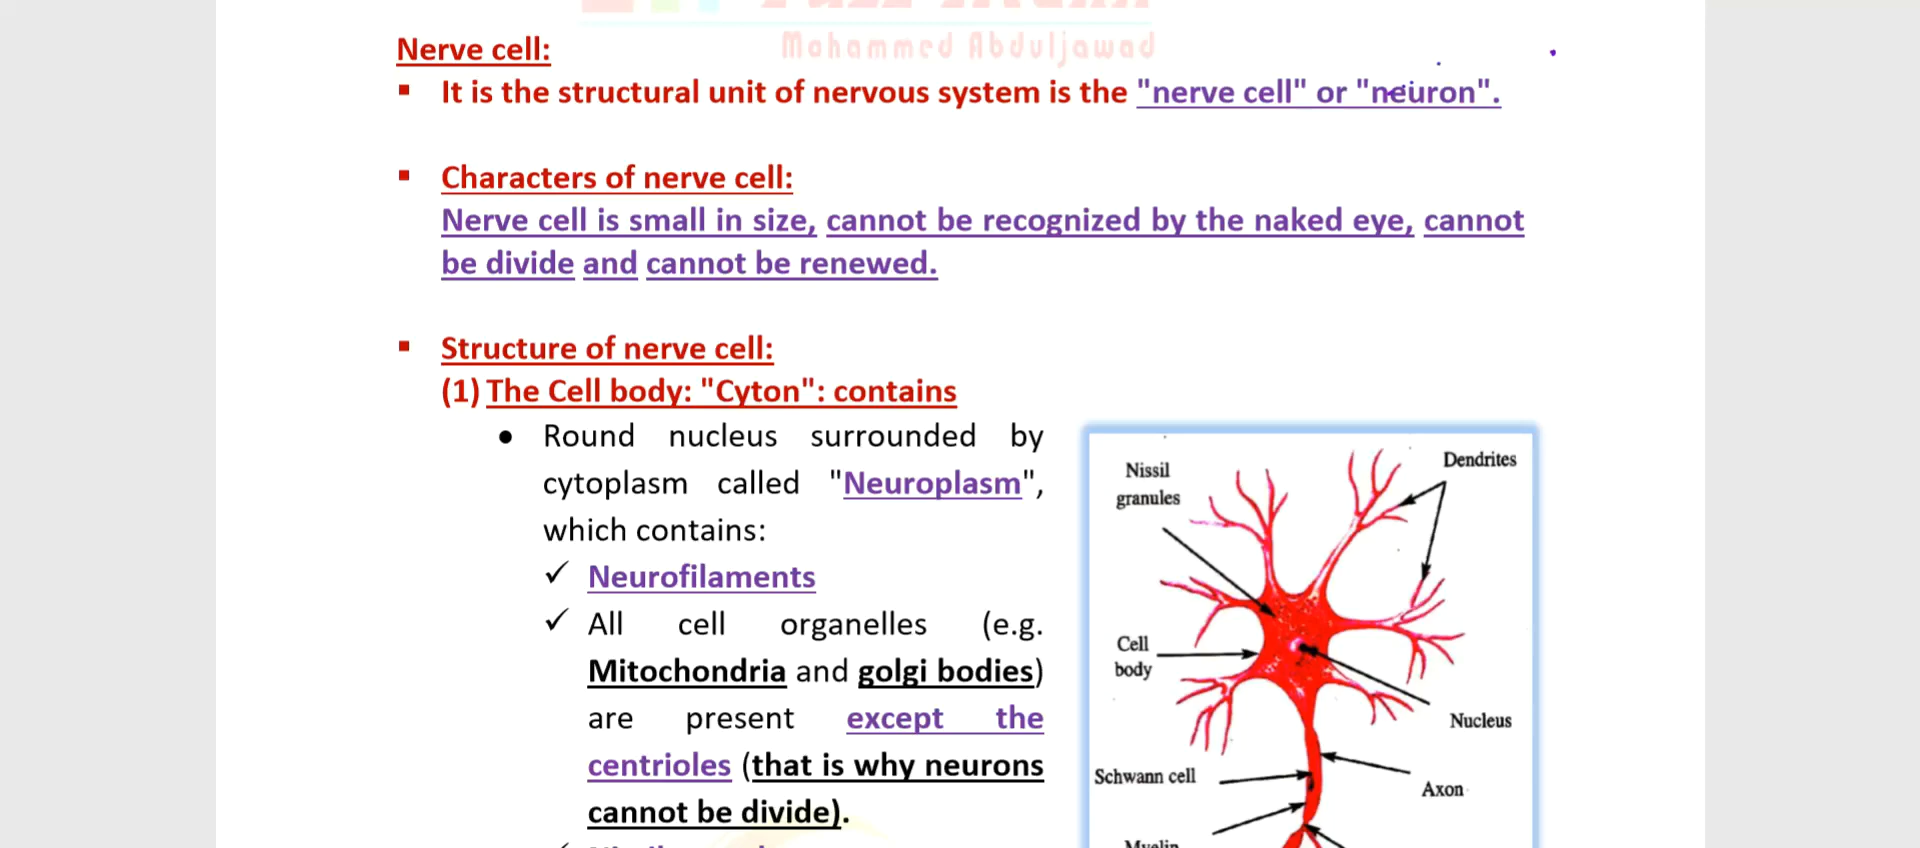 Mohammed Abduljawad
Nerve cell:
▪ It is the structural unit of nervous system is the "nerve cell" or "neuron".
▪ Characters of nerve cell:
Nerve cell is small in size, cannot be recognized by the naked eye, cannot
be divide and cannot be renewed.
▪ Structure of nerve cell:
(1) The Cell body: "Cyton": contains
• Round nucleus surrounded by
cytoplasm called "Neuroplasm",
which contains:
✓ Neurofilaments
✓ All cell organelles (e.g.
Mitochondria and golgi bodies)
are present except the
centrioles (that is why neurons
cannot be divide).
Nissil
granules
Dendrites
Cell
body
Nucleus
Schwann cell
Axon